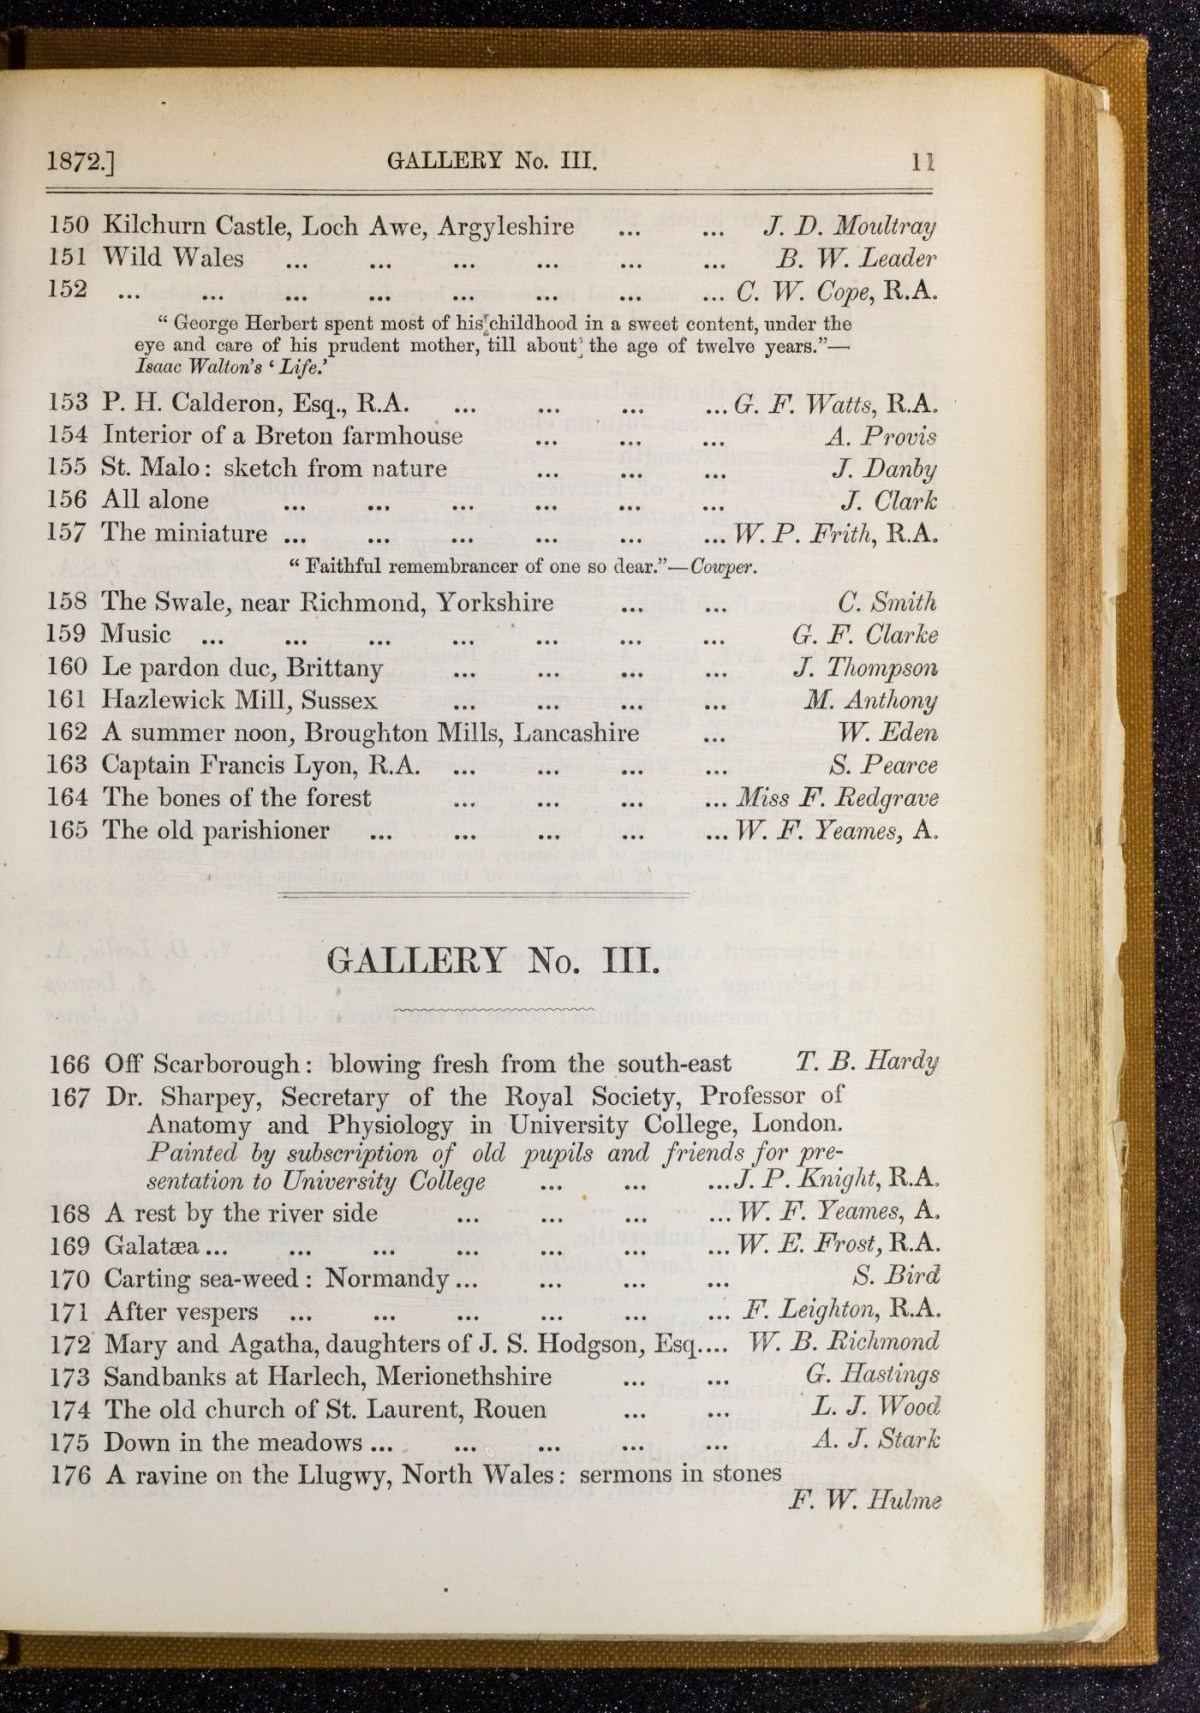 1872.] GALLERY No. III. 11
150 Kilchurn Castle, Loch Awe, Argyleshire ... ... J. D. Moultray
151 Wild Wales ... ... ... ... ... ... B. W. Leader
152 ... ... ... ... ... ... ... ... C. W. Cope, R.A.
“ George Herbert spent most of his childhood in a sweet content, under the
eye and care of his prudent mother, till about the age of twelve years.”—
Isaac Walton's ‘ Life.’
153 P. H. Calderon, Esq., R.A. ... ... ... ... G. F. Watts, R.A.
154 Interior of a Breton farmhouse ... ... ... A. Provis
155 St. Malo : sketch from nature ... ... ... J. Danby
156 All alone ... ... ... ... ... ... J. Clark
157 The miniature ... ... ... ... ... ... W. P. Frith, R.A.
“ Faithful remembrancer of one so dear.”—Cowper.
158 The Swale, near Richmond, Yorkshire ... ... C. Smith
159 Music ... ... ... ... ... ... ... G. F. Clarke
160 Le pardon duc, Brittany ... ... ... ... J. Thompson
161 Hazlewick Mill, Sussex ... ... ... ... M. Anthony
162 A summer noon, Broughton Mills, Lancashire ... W. Eden
163 Captain Francis Lyon, R.A. ... ... ... ... S. Pearce
164 The bones of the forest ... ... ... ... Miss F. Redgrave
165 The old parishioner ... ... ... ... ... W. F. Yeames, A.
GALLERY No. III.
166 Off Scarborough : blowing fresh from the south-east T. B. Hardy
167 Dr. Sharpey, Secretary of the Royal Society, Professor of
Anatomy and Physiology in University College, London.
Painted by subscription of old pupils and friends for pre-
sentation to University College ... ... ... J. P. Knight, R.A.
168 A rest by the river side ... ... ... ... W. F. Yeames, A.
169 Galatæa ... ... ... ... ... ... ... W. E. Frost, R.A.
170 Carting sea-weed : Normandy ... ... ... ... S. Bird
171 After vespers ... ... ... ... ... ... F. Leighton, R.A.
172 Mary and Agatha, daughters of J. S. Hodgson, Esq.... W. B. Richmond
173 Sandbanks at Harlech, Merionethshire ... ... G. Hastings
174 The old church of St. Laurent, Rouen ... ... L. J. Wood
175 Down in the meadows ... ... ... ... ... A. J. Stark
176 A ravine on the Llugwy, North Wales : sermons in stones
F. W. Hulme